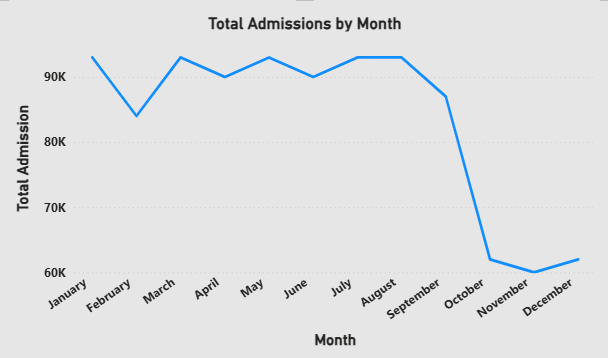 Total Admissions by Month
Total Admission
90K
80K
70K
60K
January
February
March
April
May
June
July
August
September
October
November
December
Month